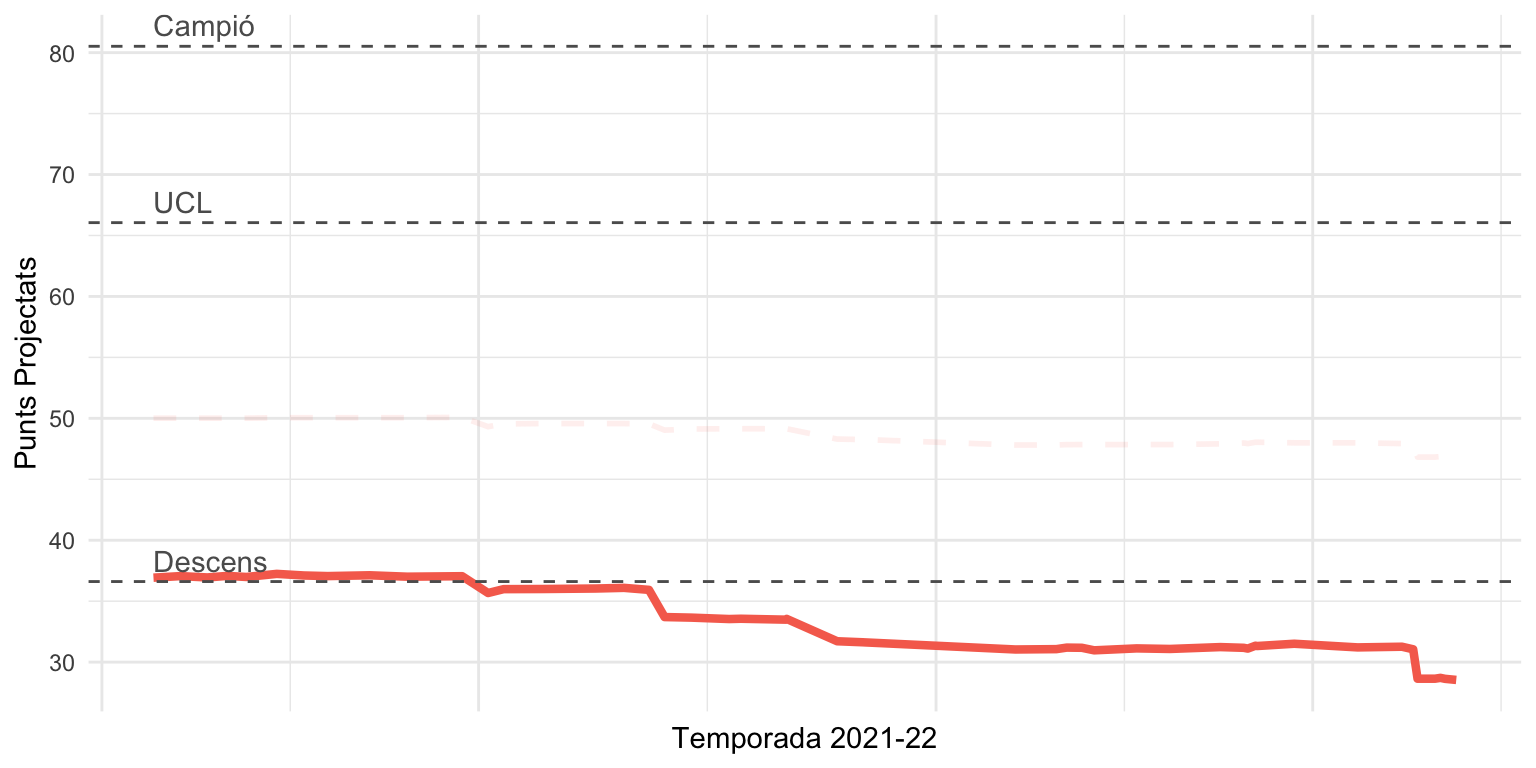 Campió
80
70
UCL
60
Punts Projectats
50
40
Descens
30
Temporada 2021-22